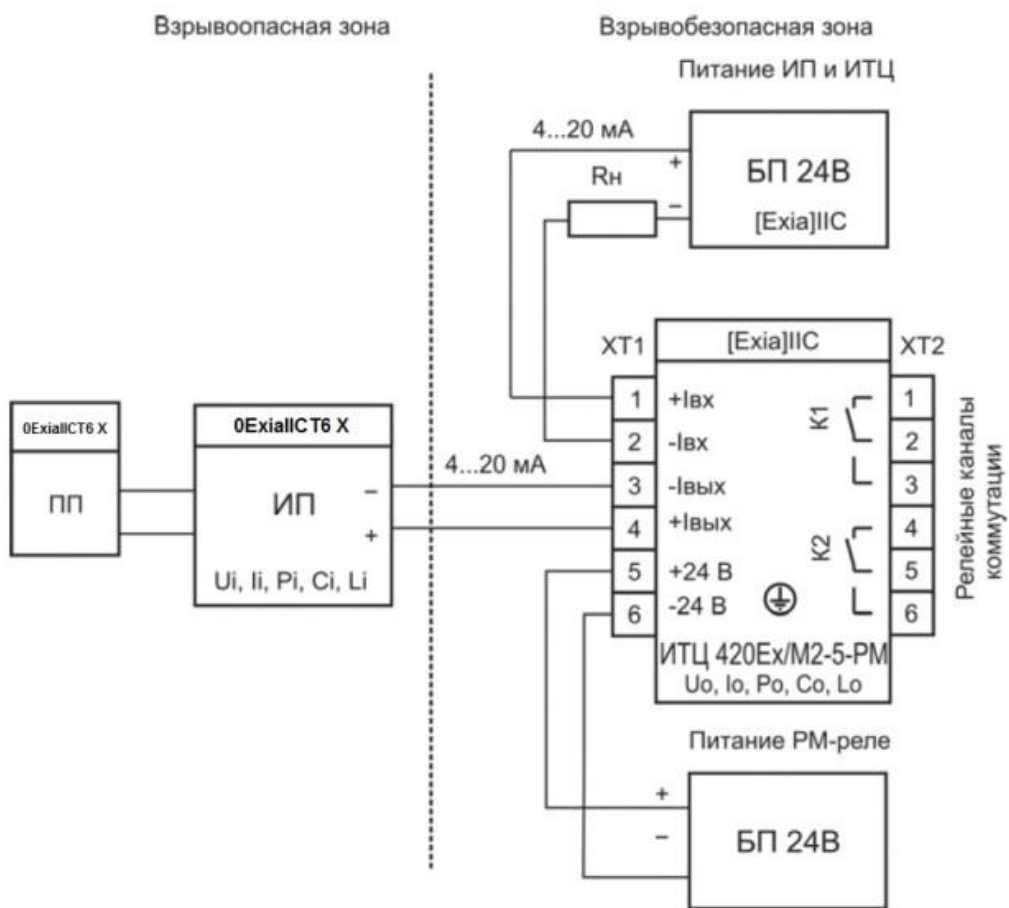 Взрывоопасная зона
Взрывобезопасная зона
Питание ИП и ИТЦ
4...20 мА
+
БП 24В
Rн
–
[Exia]IIC
XT1
[Exia]IIC
XT2
1
+Iвх
K1
1
2
-Iвх
2
3
-Iвых
3
4
+Iвых
K2
4
5
+24 В
5
6
-24 В
6
Релейные каналы
коммутации
0ExiaIICT6 X
ПП
0ExiaIICT6 X
ИП
–
+
4...20 мА
Ui, Ii, Pi, Ci, Li
ИТЦ 420Ех/М2-5-РМ
Uo, Io, Po, Co, Lo
Питание РМ-реле
+
–
БП 24В